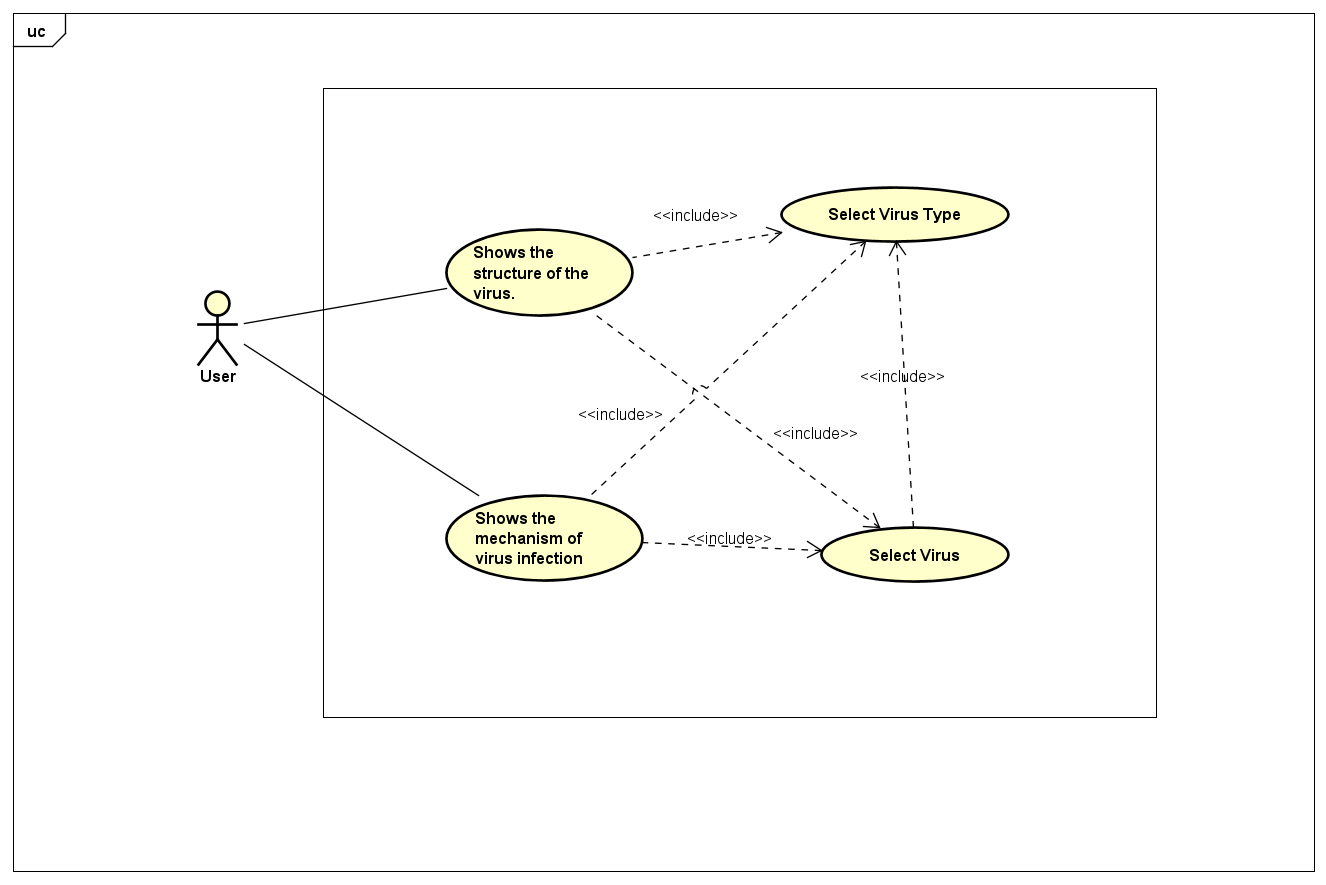 uc
<<include>>
Select Virus Type
Shows the
structure of the
virus.
User
<<include>>
<<include>>
<<include>>
Shows the
mechanism of
virus infection
<<include>>
Select Virus